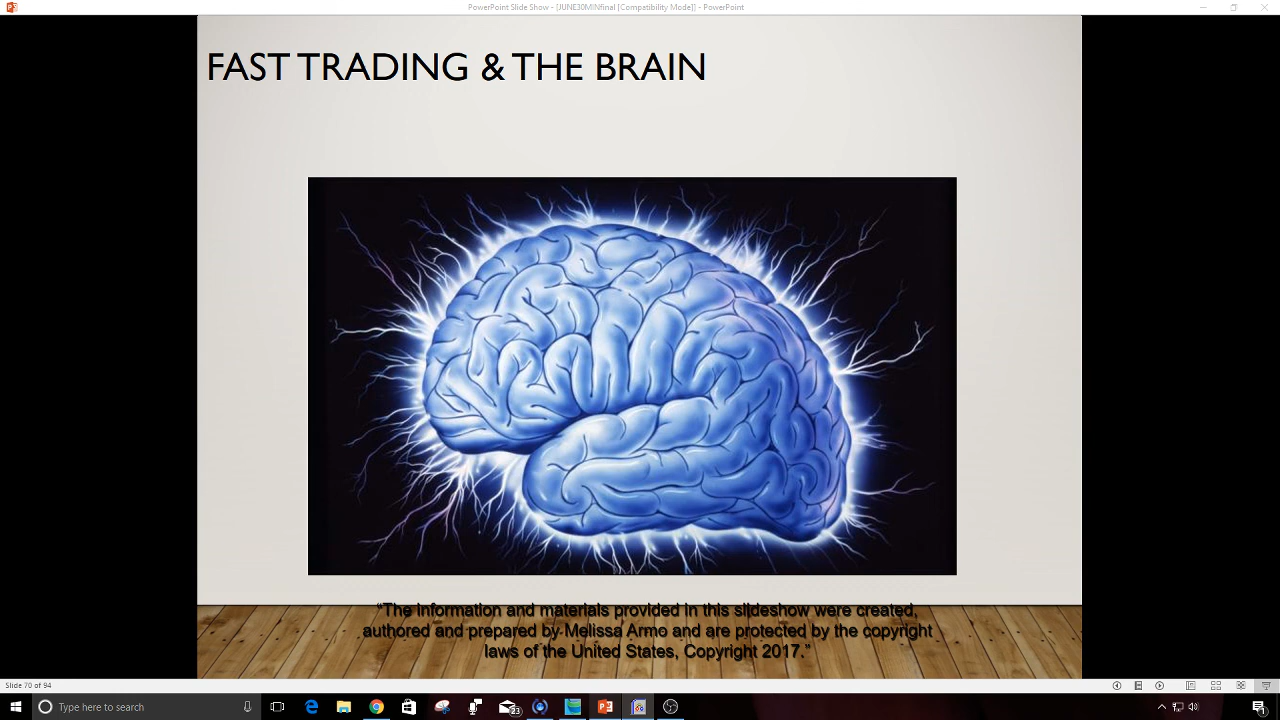 PowerPoint Slide Show - [JUNE30MINfinal [Compatibility Mode]] - PowerPoint
FAST TRADING & THE BRAIN
"The information and materials provided in this slideshow were created,
authored and prepared by Melissa Armo and are protected by the copyright
laws of the United States, Copyright 2017."
Slide 70 of 94
Type here to search
23